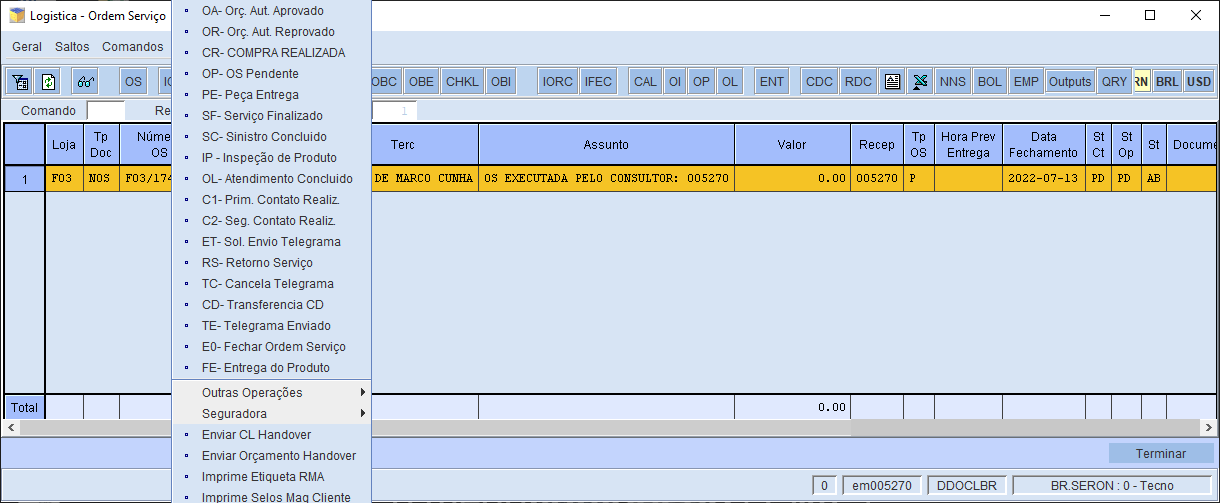 Logistica - Ordem Serviço
Geral Saltos Comandos
OS OBC OBE CHKL OBI IORC IFEC CAL OI OP OL ENT CDC RDC NNS BOL EMP Outputs QRY RN BRL USD
Comando Re 1
Loja Tp Doc Núme OS Terc Assunto Valor Recep Tp OS Hora Prev Entrega Data Fechamento St Ct St Op St Docume
1 F03 NOS F03/174 DE MARCO CUNHA OS EXECUTADA PELO CONSULTOR: 005270 0.00 005270 P 2022-07-13 PD PD AB
Total 0.00
OA- Orç. Aut. Aprovado
OR- Orç. Aut. Reprovado
CR- COMPRA REALIZADA
OP- OS Pendente
PE- Peça Entrega
SF- Serviço Finalizado
SC- Sinistro Concluido
IP - Inspeção de Produto
OL- Atendimento Concluido
C1- Prim. Contato Realiz.
C2- Seg. Contato Realiz.
ET- Sol. Envio Telegrama
RS- Retorno Serviço
TC- Cancela Telegrama
CD- Transferencia CD
TE- Telegrama Enviado
E0- Fechar Ordem Serviço
FE- Entrega do Produto
Outras Operações
Seguradora
Enviar CL Handover
Enviar Orçamento Handover
Imprime Etiqueta RMA
Imprime Selos Mag Cliente
Terminar
0 em005270 DDOCLBR BR.SERON : 0 - Tecno